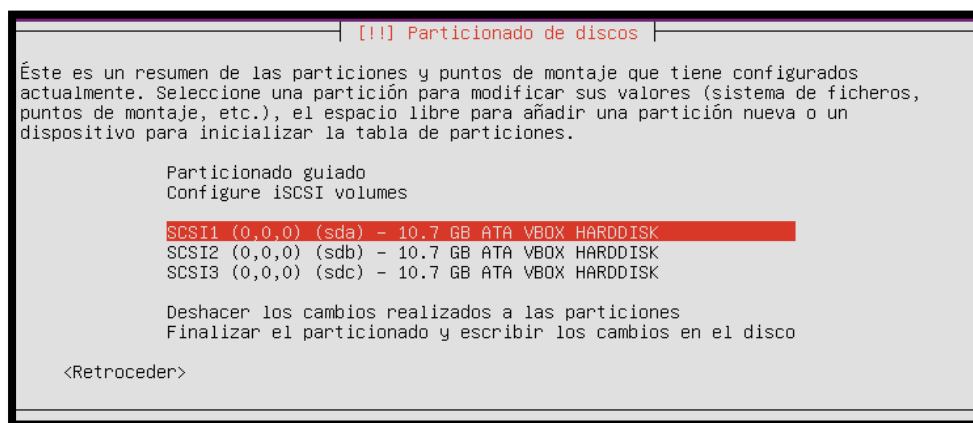 [!!] Particionado de discos
Éste es un resumen de las particiones y puntos de montaje que tiene configurados
actualmente. Seleccione una partición para modificar sus valores (sistema de ficheros,
puntos de montaje, etc.), el espacio libre para añadir una partición nueva o un
dispositivo para inicializar la tabla de particiones.
Particionado guiado
Configure iSCSI volumes
SCSI1 (0,0,0) (sda) - 10.7 GB ATA VBOX HARDDISK
SCSI2 (0,0,0) (sdb) - 10.7 GB ATA VBOX HARDDISK
SCSI3 (0,0,0) (sdc) - 10.7 GB ATA VBOX HARDDISK
Deshacer los cambios realizados a las particiones
Finalizar el particionado y escribir los cambios en el disco
<Retroceder>